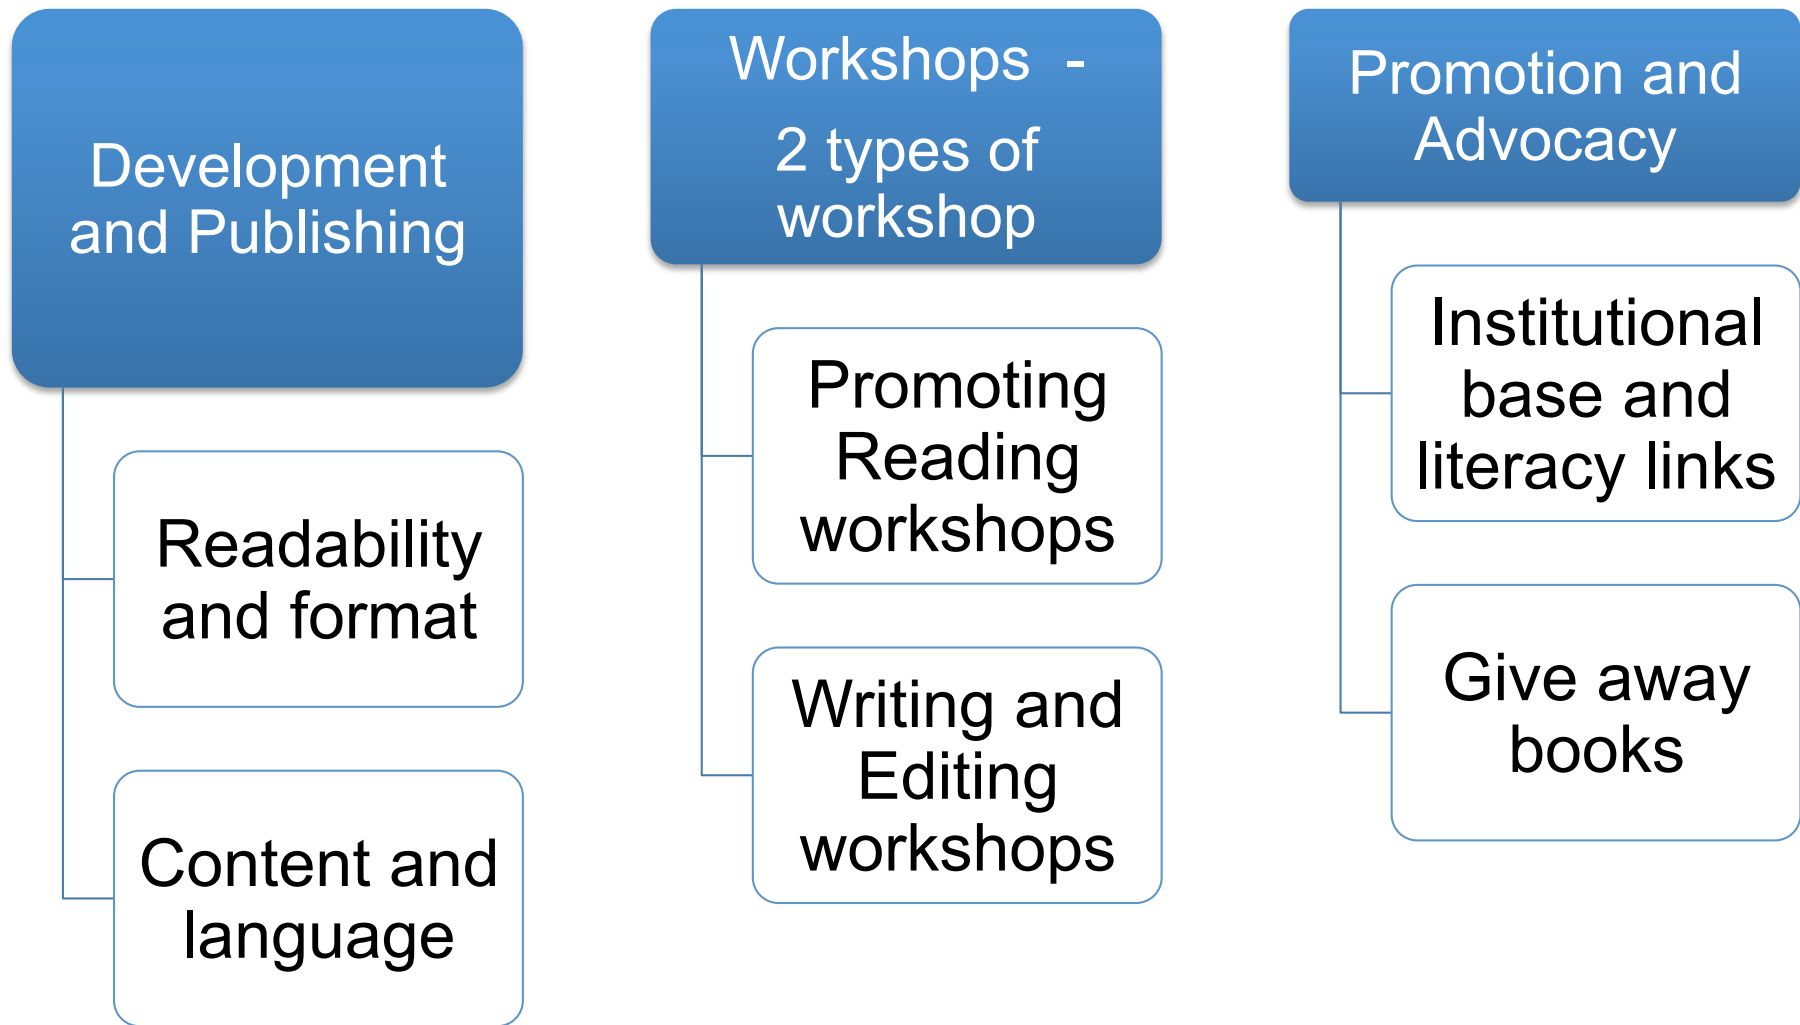 Development
and Publishing
Readability
and format
Content and
language
Workshops  -
2 types of
workshop
Promoting
Reading
workshops
Writing and
Editing
workshops
Promotion and
Advocacy
Institutional
base and
literacy links
Give away
books